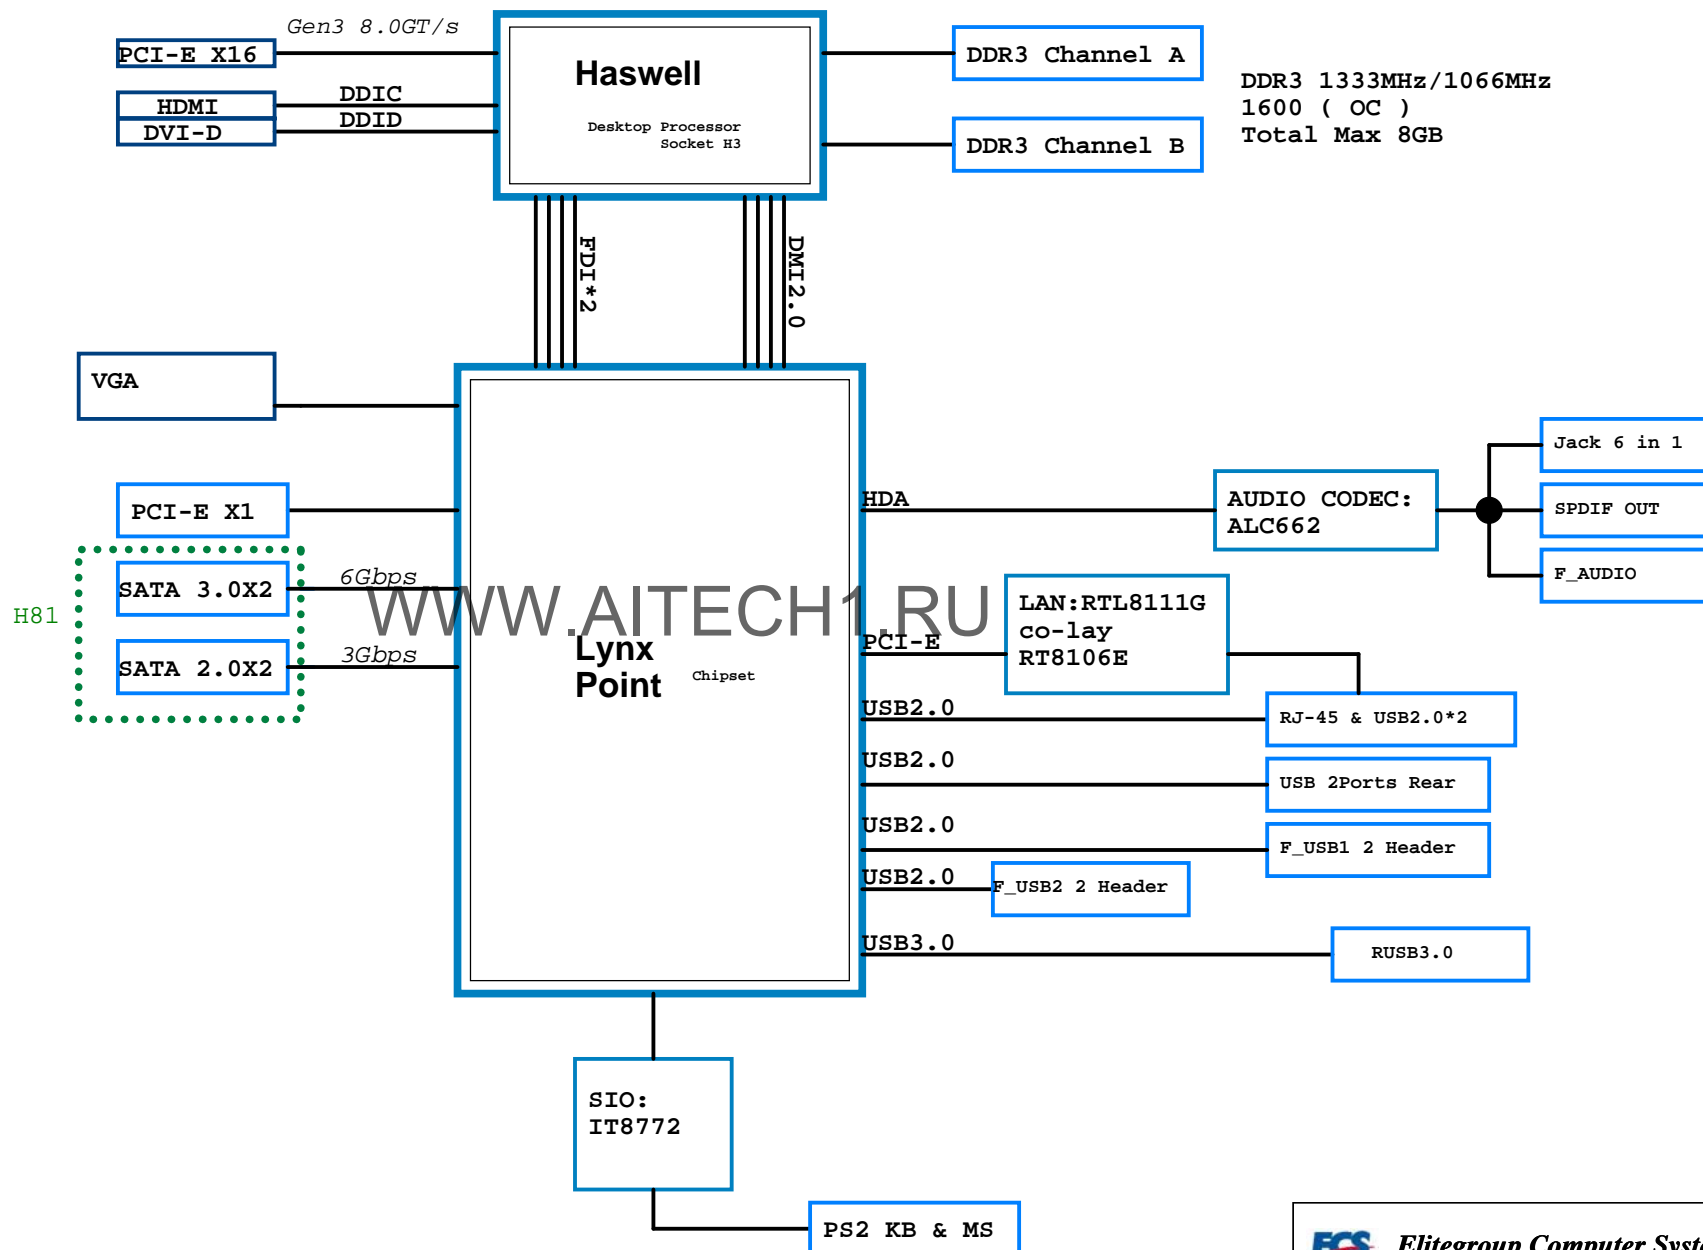 Gen3 8.0GT/s
PCI-E X16
HDMI
DDIC
DVI-D
DDID
Haswell
Desktop Processor
Socket H3
DDR3 Channel A
DDR3 Channel B
DDR3 1333MHz/1066MHz
1600 ( OC )
Total Max 8GB
FDI*2
DMI2.0
VGA
PCI-E X1
H81
SATA 3.0X2
6Gbps
SATA 2.0X2
3Gbps
WWW.AITECH1.RU
Lynx
Point
Chipset
HDA
AUDIO CODEC:
ALC662
Jack 6 in 1
SPDIF OUT
F_AUDIO
PCI-E
LAN:RTL8111G
co-lay
RT8106E
USB2.0
RJ-45 & USB2.0*2
USB2.0
USB 2Ports Rear
USB2.0
F_USB1 2 Header
USB2.0
F_USB2 2 Header
USB3.0
RUSB3.0
SIO:
IT8772
PS2 KB & MS
ECS
Elitegroup Computer Syste